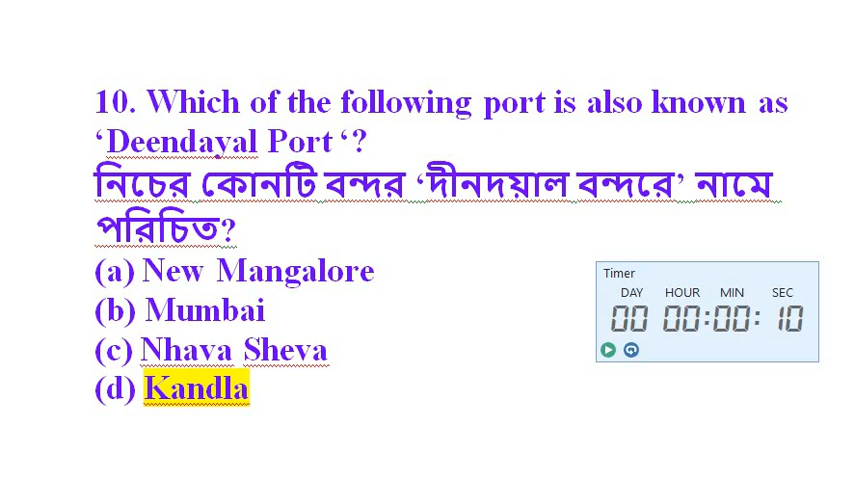 10. Which of the following port is also known as
‘Deendayal Port ‘?
নিচের কোনটি বন্দর ‘দীনদয়াল বন্দরে’ নামে
পরিচিত?
(a) New Mangalore
(b) Mumbai
(c) Nhava Sheva
(d) Kandla
Timer
DAY HOUR MIN SEC
00 00:00: 10